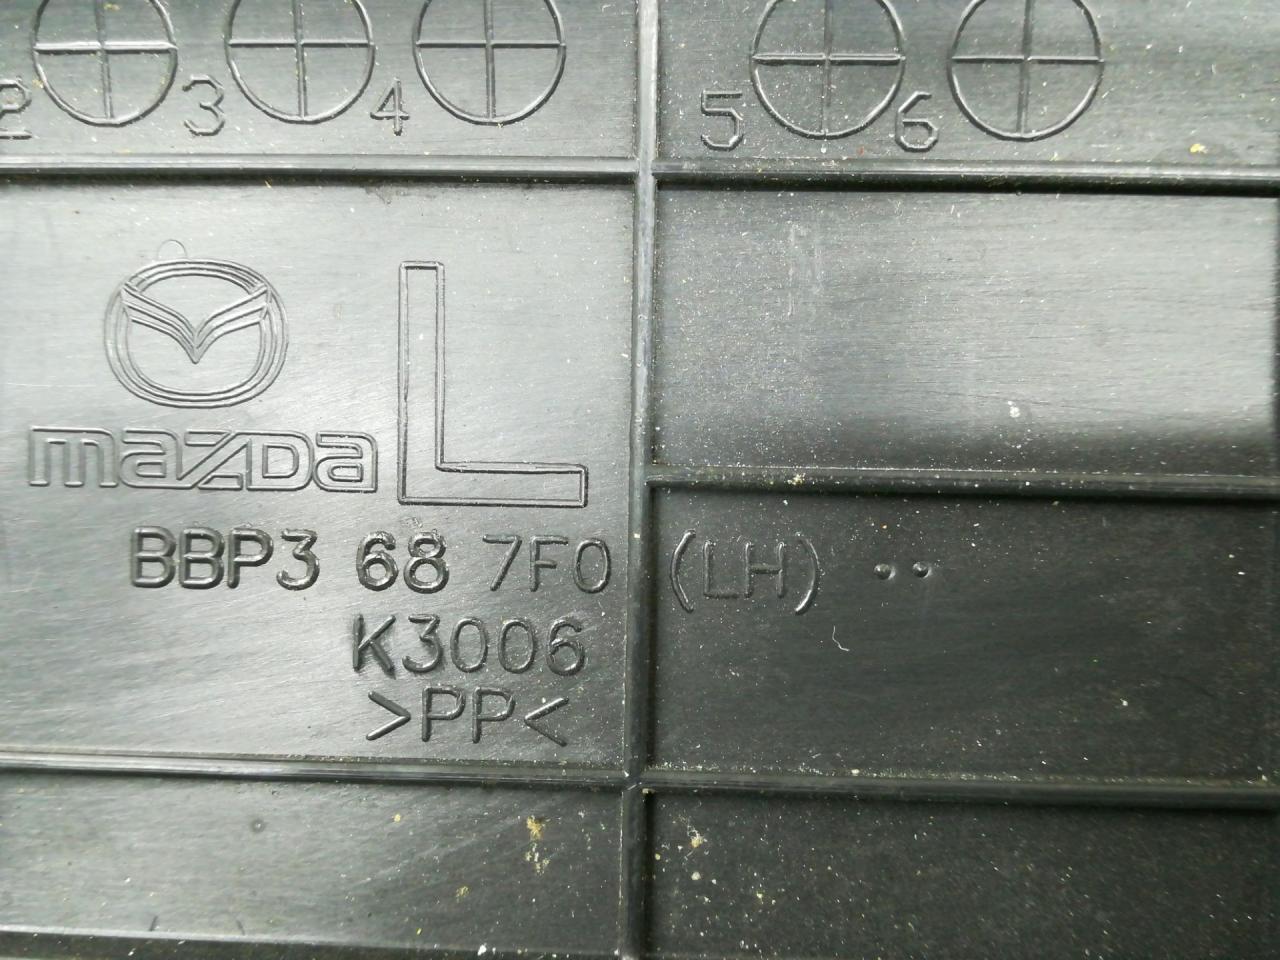 2 3 4 5 6
L
mazda
BBP3 68 7F0 (LH) ••
K3006
>PP<